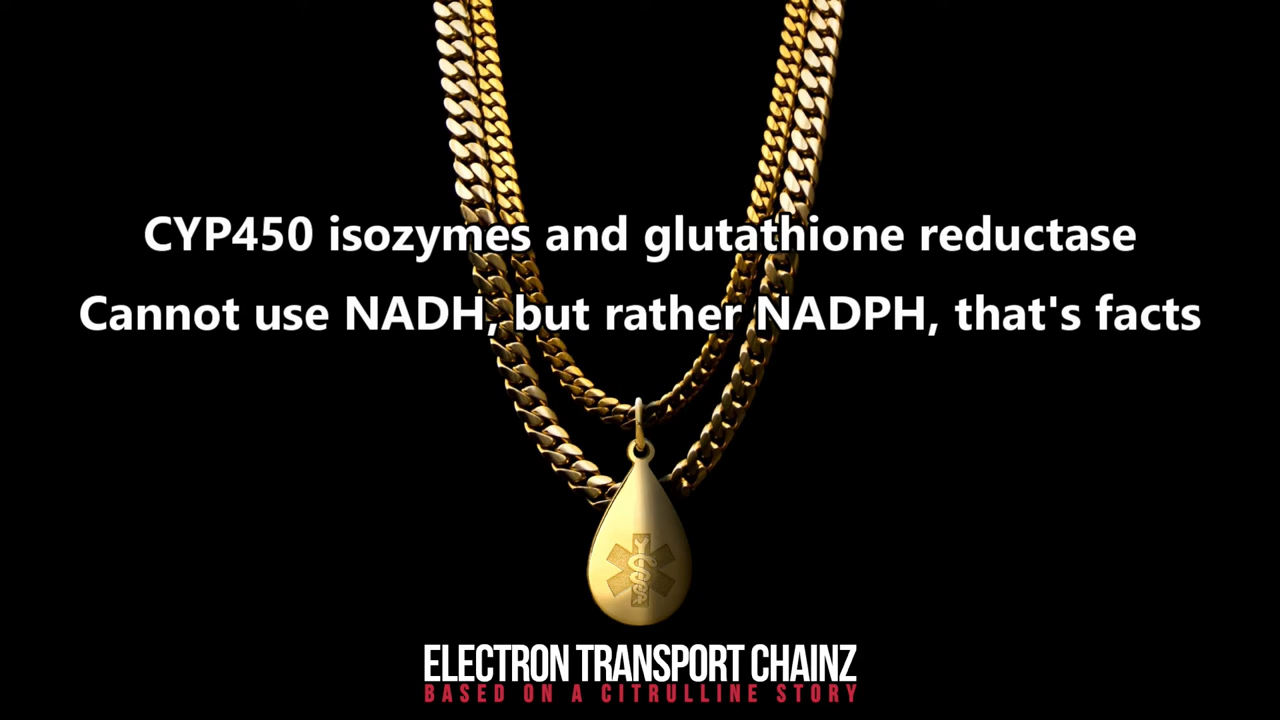 CYP450 isozymes and glutathione reductase
Cannot use NADH, but rather NADPH, that's facts
ELECTRON TRANSPORT CHAINZ
BASED ON A CITRULLINE STORY